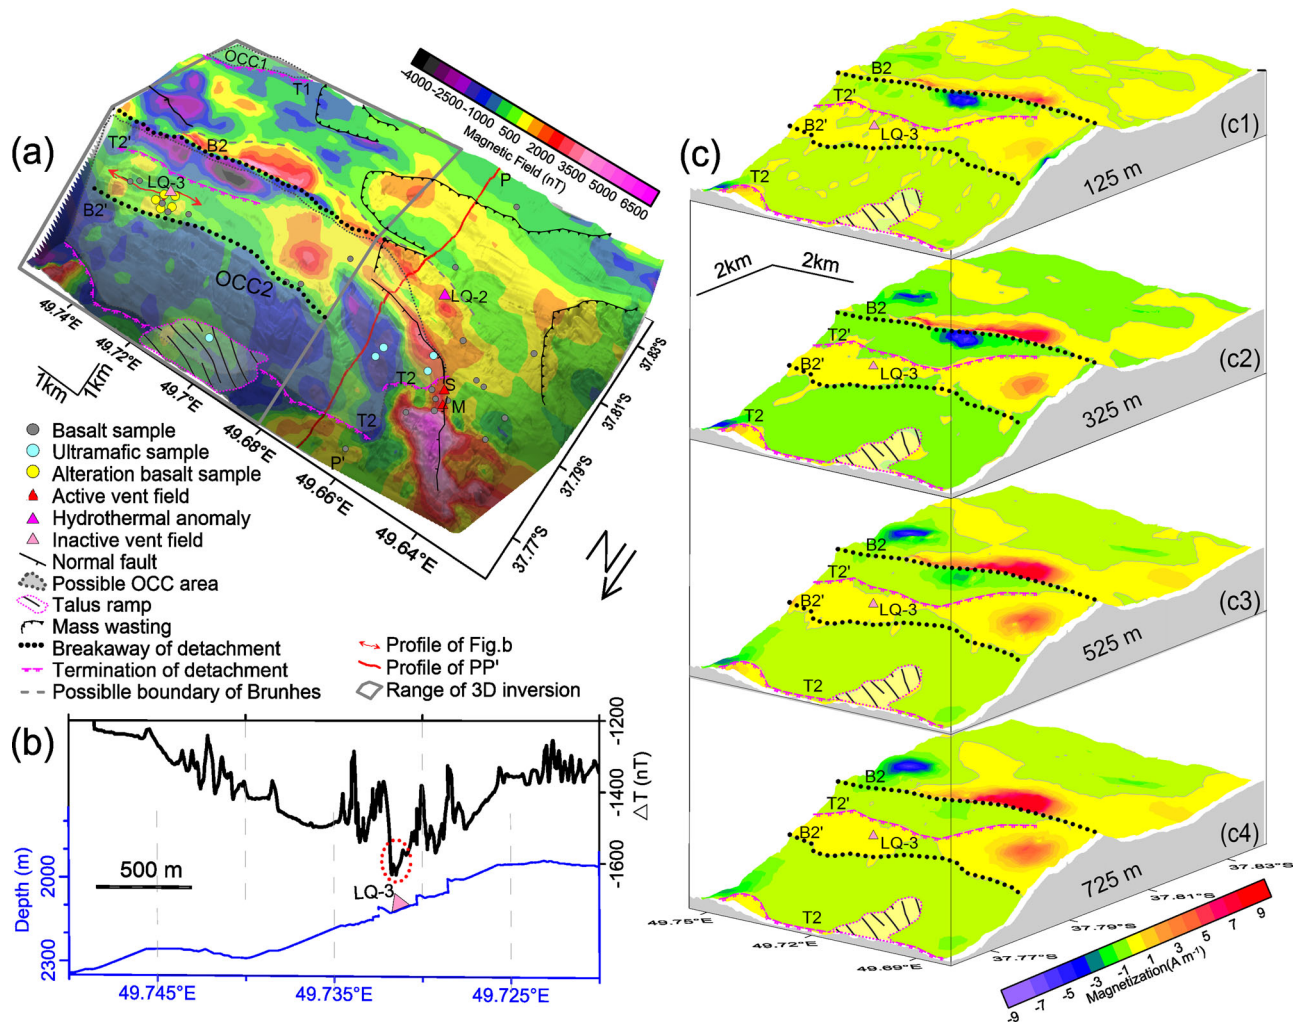 (a)
OCC1
T1
-4000
-2500
-1000
500
2000
3500
5000
6500
Magnetic Field (nT)
T2'
B2
LQ-3
B2'
P
OCC2
LQ-2
T2
S
M
T2
P'
49.74°E
49.72°E
49.7°E
49.68°E
49.66°E
49.64°E
37.83°S
37.81°S
37.79°S
37.77°S
1km
1km
N
Basalt sample
Ultramafic sample
Alteration basalt sample
Active vent field
Hydrothermal anomaly
Inactive vent field
Normal fault
Possible OCC area
Talus ramp
Mass wasting
Breakaway of detachment
Termination of detachment
Possiblle boundary of Brunhes
Profile of Fig.b
Profile of PP'
Range of 3D inversion
(b)
-1200
-1400
-1600
△T (nT)
500 m
LQ-3
Depth (m)
2000
2300
49.745°E
49.735°E
49.725°E
(c)
B2
T2'
B2'
LQ-3
T2
(c1)
125 m
2km
2km
B2
T2'
B2'
LQ-3
T2
(c2)
325 m
B2
T2'
B2'
LQ-3
T2
(c3)
525 m
B2
T2'
B2'
LQ-3
T2
(c4)
725 m
49.75°E
49.72°E
49.69°E
37.77°S
37.79°S
37.81°S
37.83°S
-9
-7
-5
-3
-1
1
3
5
7
9
Magnetization(A m⁻¹)